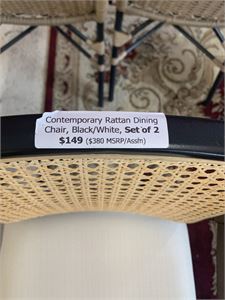 Contemporary Rattan Dining
Chair, Black/White, Set of 2
$149 ($380 MSRP/Assm)